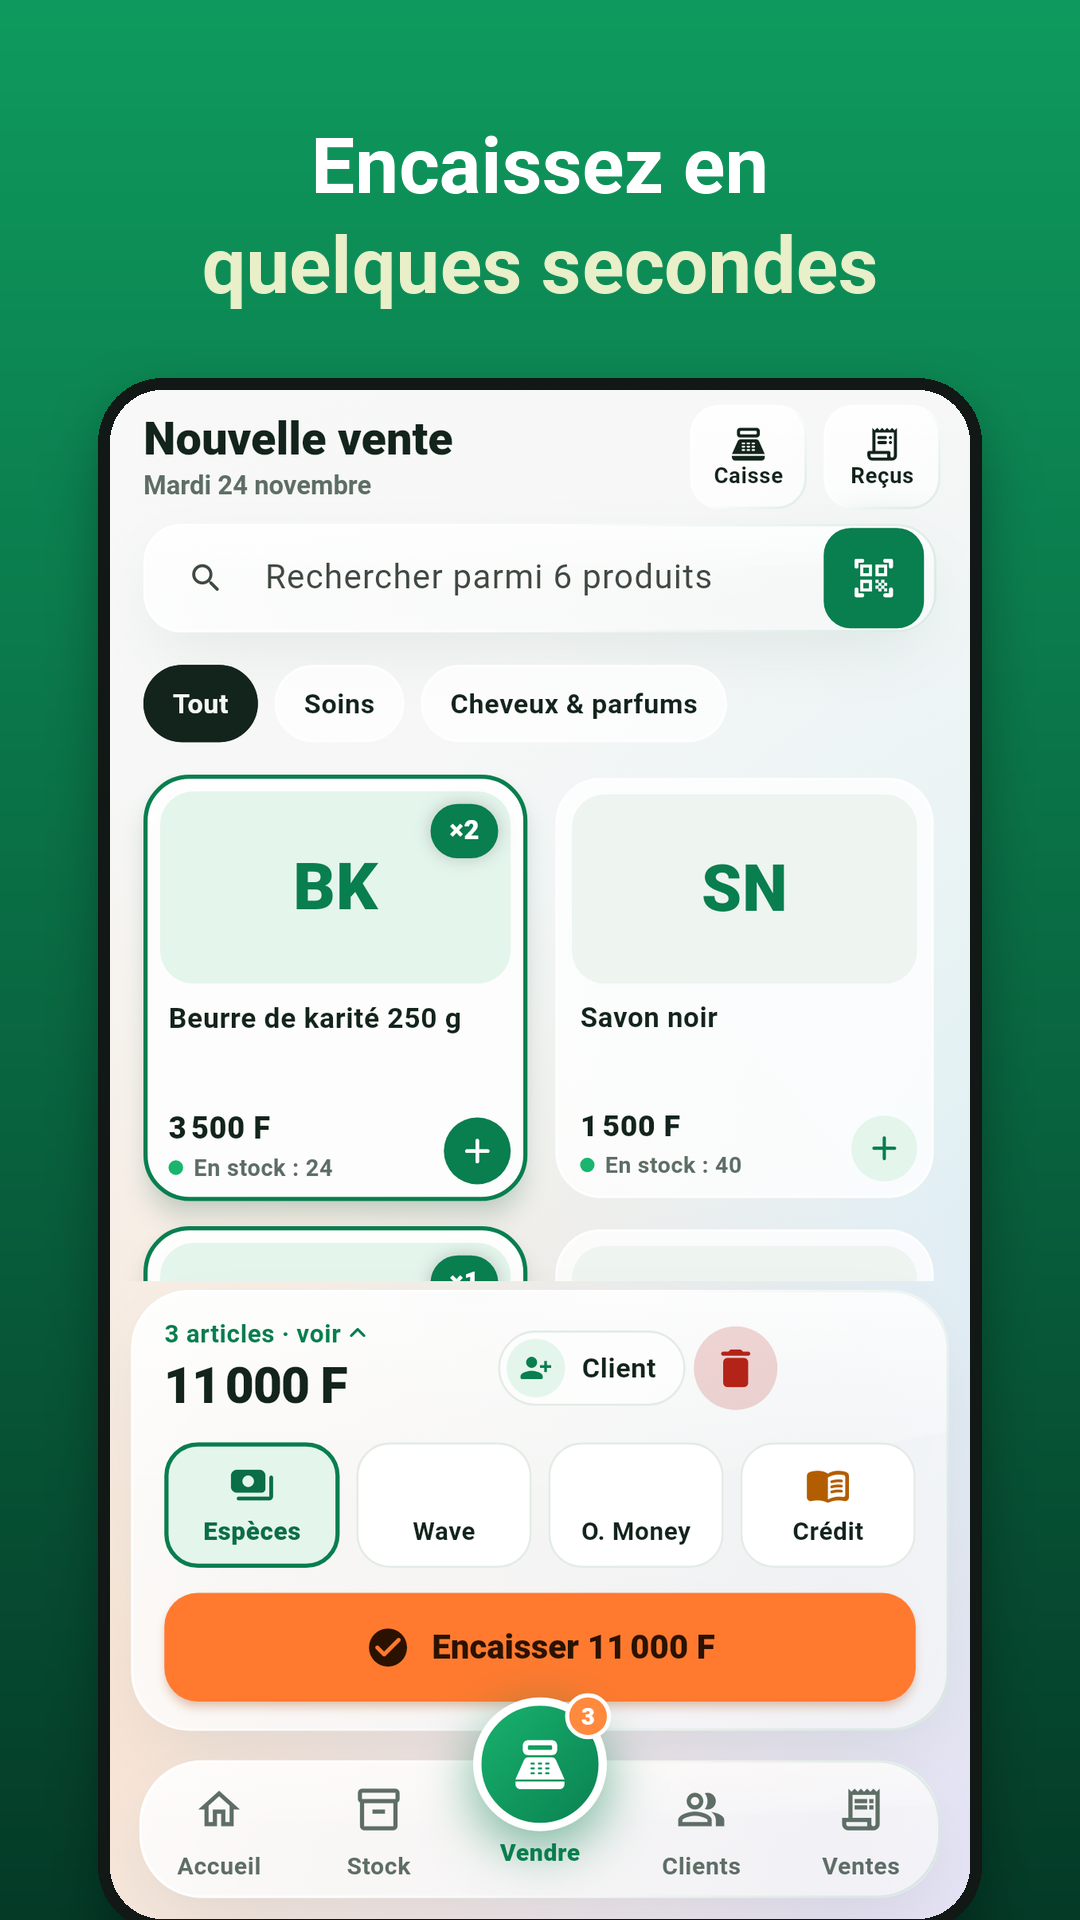 Encaissez en
quelques secondes
Nouvelle vente
Mardi 24 novembre
Caisse
Reçus
Rechercher parmi 6 produits
Tout
Soins
Cheveux & parfums
×2
BK
SN
Beurre de karité 250 g
Savon noir
3 500 F
En stock : 24
1 500 F
En stock : 40
×1
3 articles · voir
11 000 F
Client
Espèces
Wave
O. Money
Crédit
Encaisser 11 000 F
3
Accueil
Stock
Vendre
Clients
Ventes